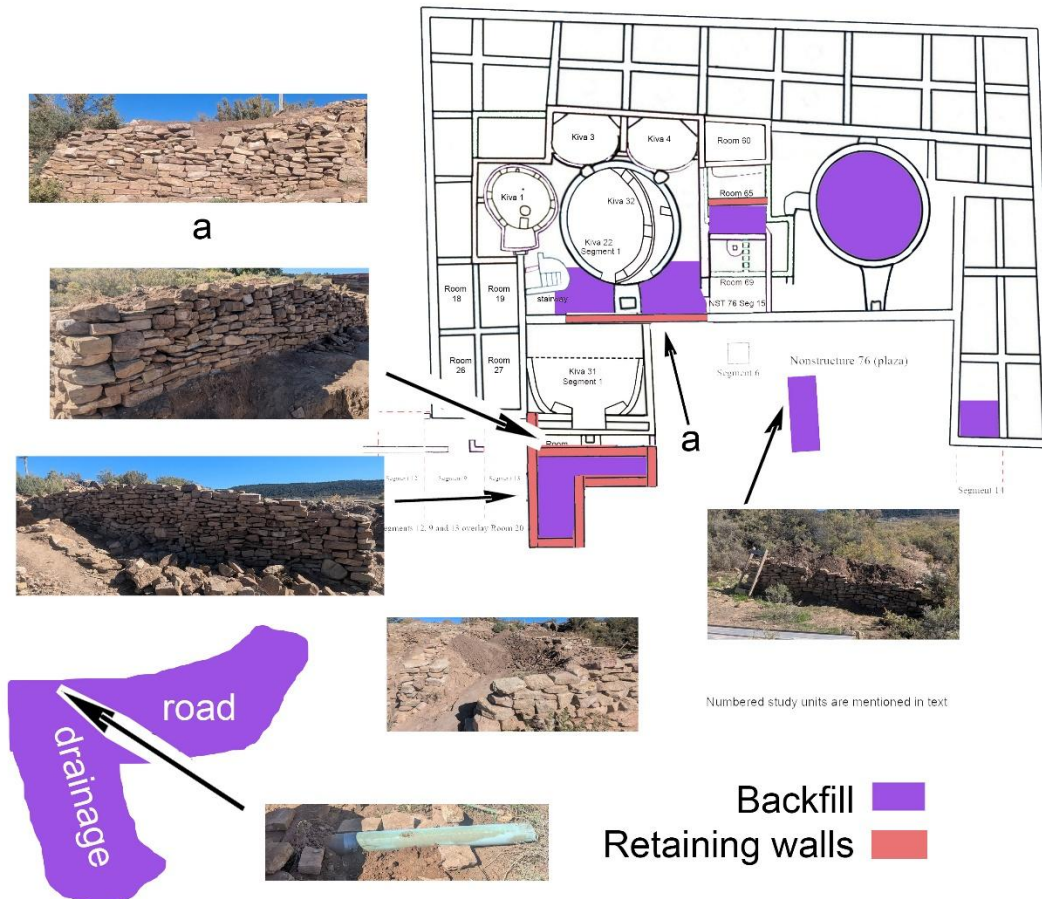 Kiva 3
Kiva 4
Room 60
Kiva 1
Kiva 32
Room 65
a
Kiva 22
Segment 1
Room 18
Room 19
stairway
Room 69
NST 76 Seg 15
Room 26
Room 27
Kiva 31
Segment 1
Segment 6
Nonstructure 76 (plaza)
a
Room
Segment 12
Segment 9
Segment 13
Segment 14
Segments 12, 9 and 13 overlay Room 20
road
drainage
Numbered study units are mentioned in text
Backfill
Retaining walls